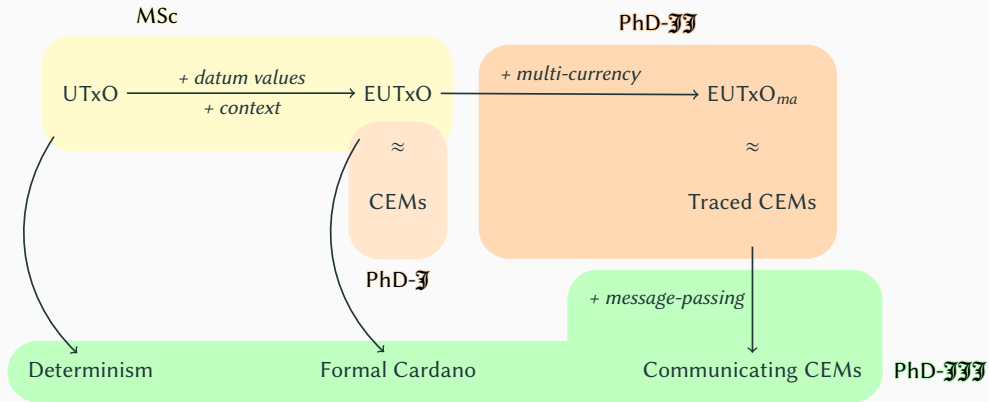 MSc
PhD-𝕴𝕴
+ datum values
+ multi-currency
UTxO
EUTxO
EUTxOₘₐ
+ context
≈
≈
CEMs
Traced CEMs
PhD-𝕴
+ message-passing
Determinism
Formal Cardano
Communicating CEMs
PhD-𝕴𝕴𝕴